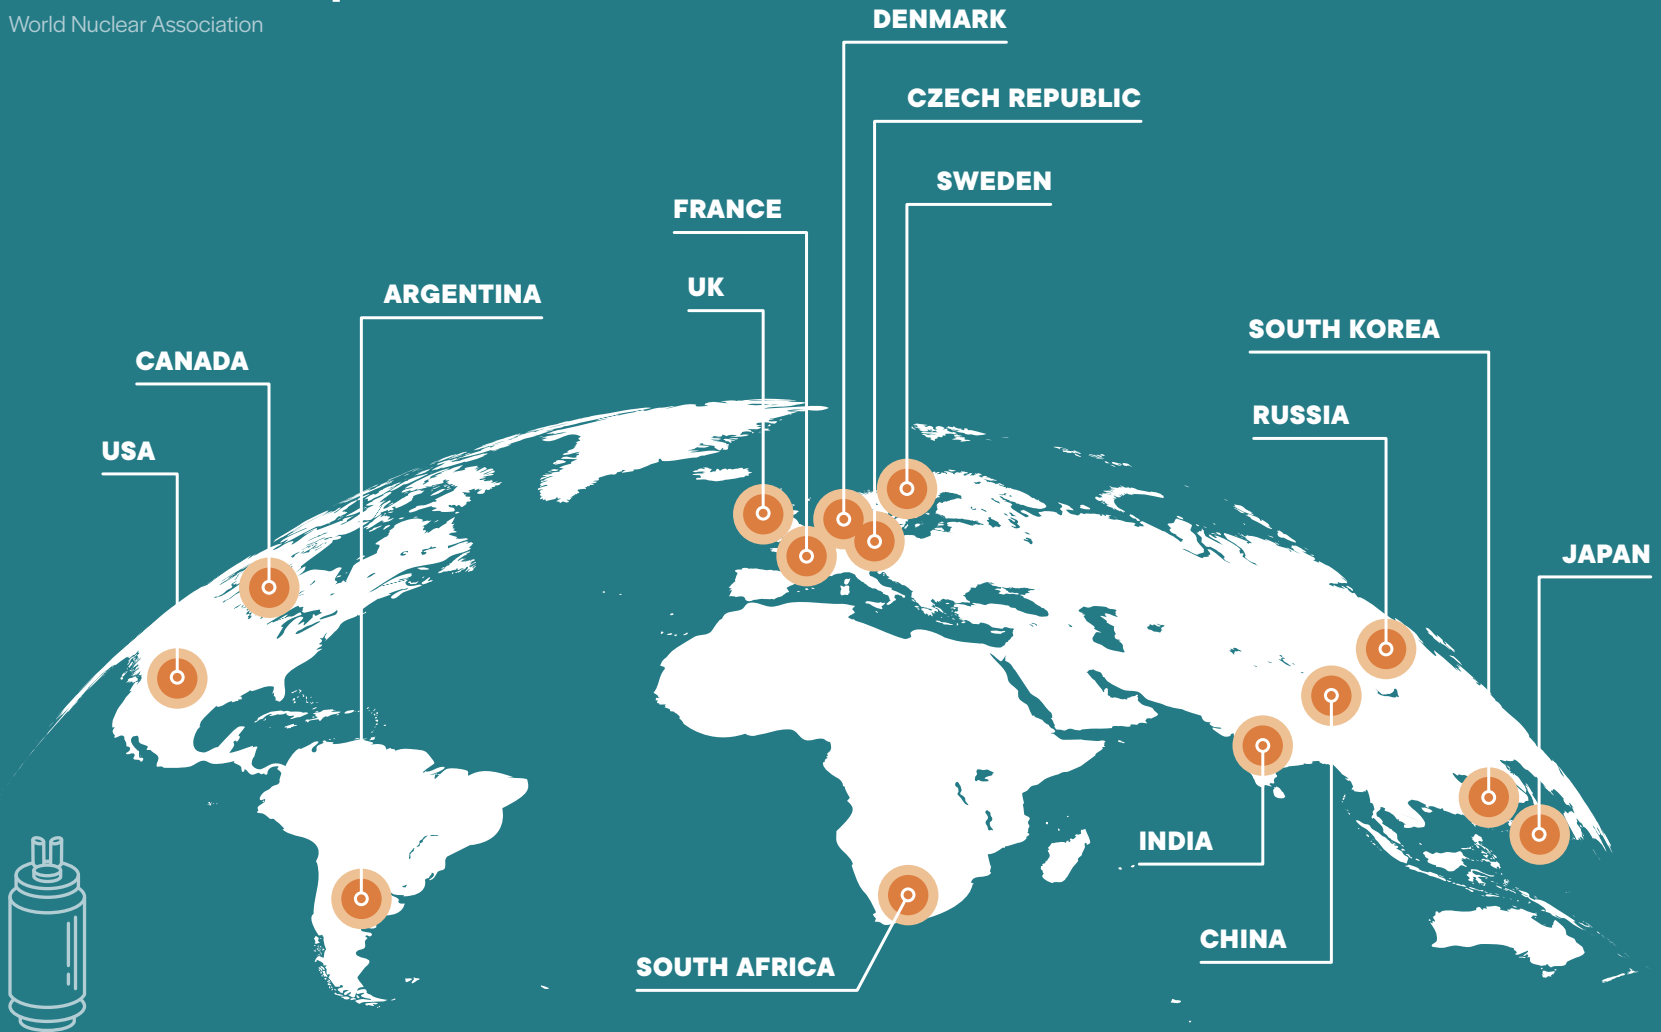 World Nuclear Association
DENMARK
CZECH REPUBLIC
SWEDEN
FRANCE
UK
ARGENTINA
CANADA
USA
SOUTH KOREA
RUSSIA
JAPAN
INDIA
CHINA
SOUTH AFRICA